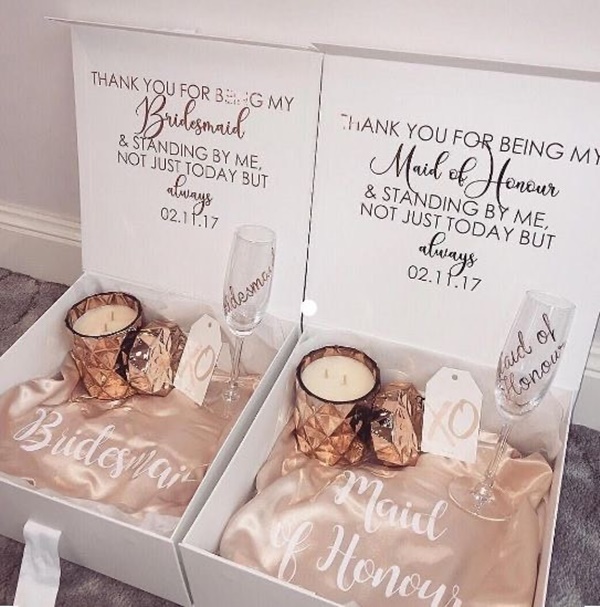 THANK YOU FOR BEING MY
Bridesmaid
& STANDING BY ME,
NOT JUST TODAY BUT
always
02.11.17
THANK YOU FOR BEING MY
Maid of Honour
& STANDING BY ME,
NOT JUST TODAY BUT
always
02.11.17
Bridesmaid
XO
Bridesmaid
Maid of
Honour
XO
Maid
of Honour